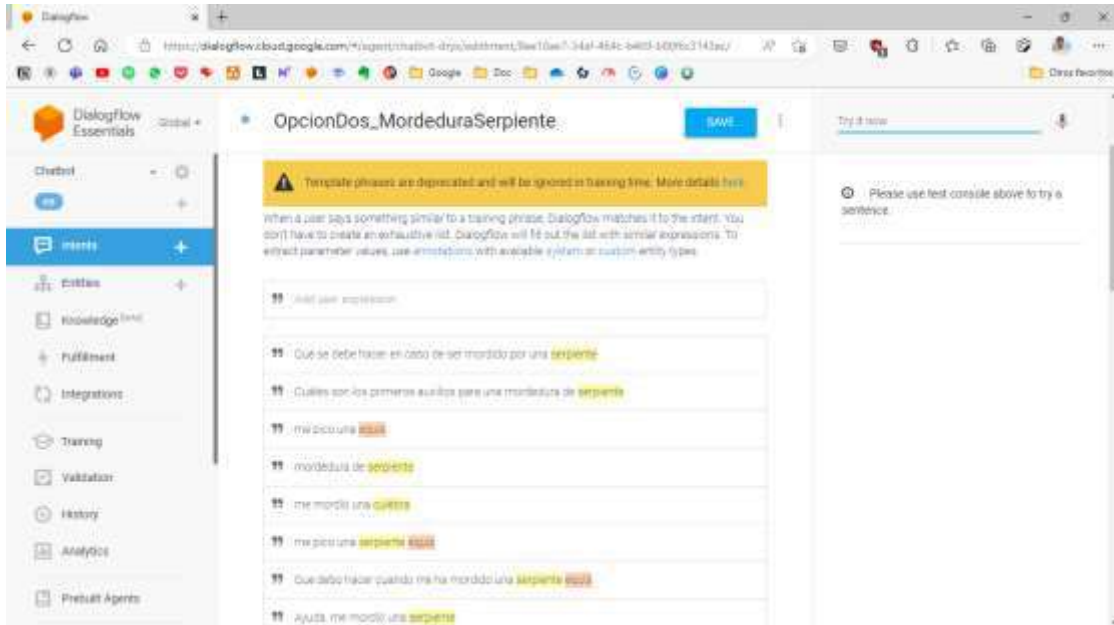 Dialogflow
Google
Doc
Otros favoritos
Dialogflow
Essentials
Global
OpcionDos_MordeduraSerpiente
SAVE
Try it now
Chatbot
Template phrases are deprecated and will be ignored in training time. More details here.
Please use test console above to try a
sentence.
When a user says something similar to a training phrase, Dialogflow matches it to the intent. You
don't have to create an exhaustive list. Dialogflow will fill out the list with similar expressions. To
extract parameter values, use annotations with available system or custom entity types.
Intents
Entities
Knowledge
Fulfillment
Integrations
Training
Validation
History
Analytics
Prebuilt Agents
Add user expression
Que se debe hacer en caso de ser mordido por una serpiente
Cuáles son los primeros auxilios para una mordedura de serpiente
me pico una equis
mordedura de serpiente
me mordio una culebra
me pico una serpiente equis
Que debo hacer cuando me ha mordido una serpiente equis
Ayuda, me mordió una serpiente